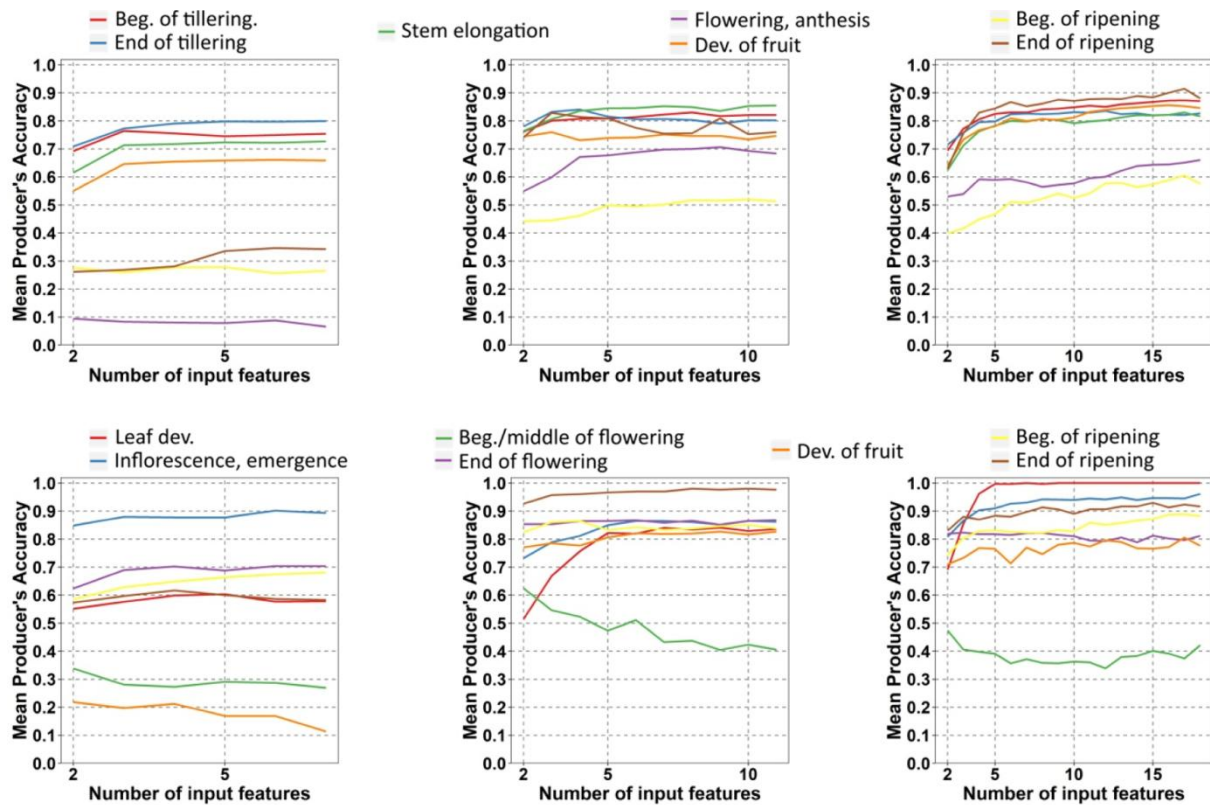 Beg. of tillering.
End of tillering
Stem elongation
Flowering, anthesis
Dev. of fruit
Beg. of ripening
End of ripening
Mean Producer's Accuracy
1.0
0.9
0.8
0.7
0.6
0.5
0.4
0.3
0.2
0.1
0.0
2 5
Number of input features
Mean Producer's Accuracy
1.0
0.9
0.8
0.7
0.6
0.5
0.4
0.3
0.2
0.1
0.0
2 5 10
Number of input features
Mean Producer's Accuracy
1.0
0.9
0.8
0.7
0.6
0.5
0.4
0.3
0.2
0.1
0.0
2 5 10 15
Number of input features
Leaf dev.
Inflorescence, emergence
Beg./middle of flowering
End of flowering
Dev. of fruit
Beg. of ripening
End of ripening
Mean Producer's Accuracy
1.0
0.9
0.8
0.7
0.6
0.5
0.4
0.3
0.2
0.1
0.0
2 5
Number of input features
Mean Producer's Accuracy
1.0
0.9
0.8
0.7
0.6
0.5
0.4
0.3
0.2
0.1
0.0
2 5 10
Number of input features
Mean Producer's Accuracy
1.0
0.9
0.8
0.7
0.6
0.5
0.4
0.3
0.2
0.1
0.0
2 5 10 15
Number of input features